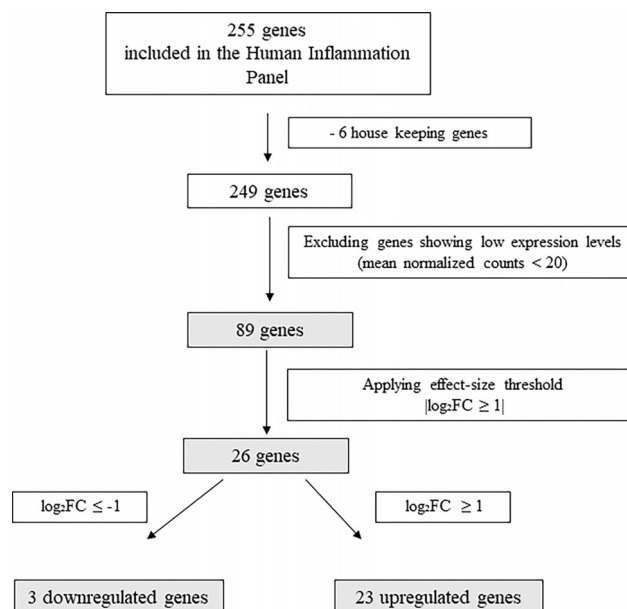 255 genes
included in the Human Inflammation
Panel
- 6 house keeping genes
249 genes
Excluding genes showing low expression levels
(mean normalized counts < 20)
89 genes
Applying effect-size threshold
|log₂FC ≥ 1|
26 genes
log₂FC ≤ -1
log₂FC ≥ 1
3 downregulated genes
23 upregulated genes